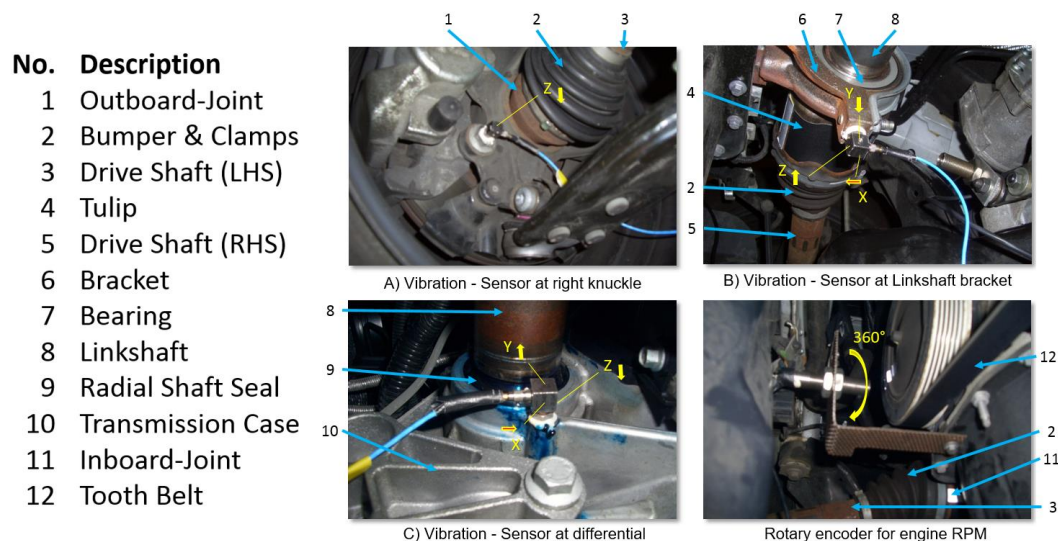 No. Description
1 Outboard-Joint
2 Bumper & Clamps
3 Drive Shaft (LHS)
4 Tulip
5 Drive Shaft (RHS)
6 Bracket
7 Bearing
8 Linkshaft
9 Radial Shaft Seal
10 Transmission Case
11 Inboard-Joint
12 Tooth Belt
1 2 3
Z
A) Vibration - Sensor at right knuckle
6 7 8
4
Y
Z
X
2
5
B) Vibration - Sensor at Linkshaft bracket
8
Y
9
Z
X
10
C) Vibration - Sensor at differential
360°
12
2
11
3
Rotary encoder for engine RPM